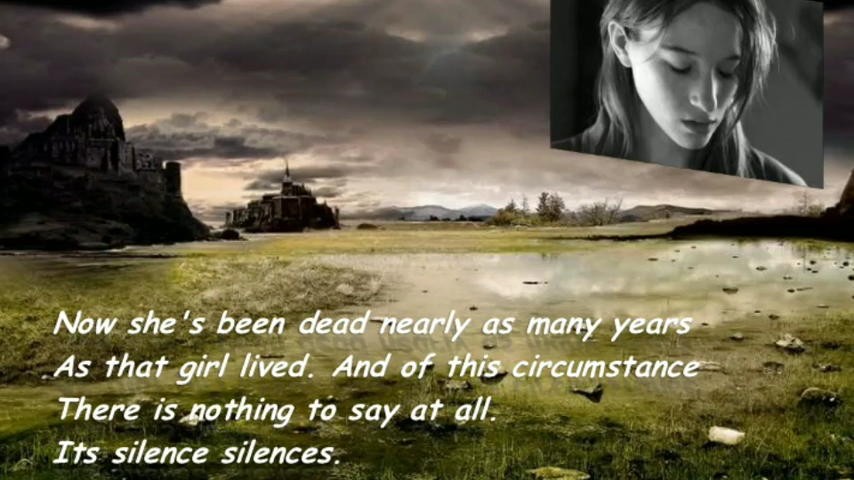 Now she's been dead nearly as many years
As that girl lived. And of this circumstance
There is nothing to say at all.
Its silence silences.